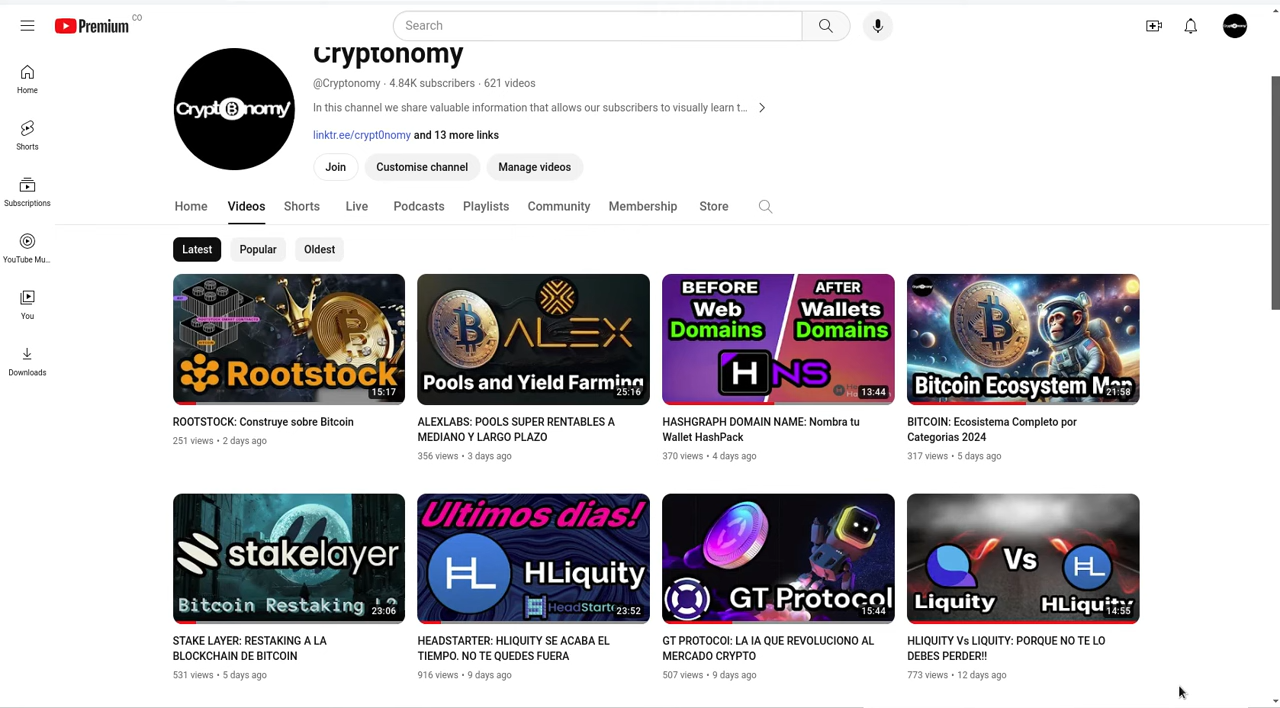 Premium CO
Search
Cryptonomy
Home
Shorts
Subscriptions
YouTube Mu...
You
Downloads
Cryptonomy
@Cryptonomy · 4.84K subscribers · 621 videos
In this channel we share valuable information that allows our subscribers to visually learn t...
linktr.ee/crypt0nomy and 13 more links
Join
Customise channel
Manage videos
Home
Videos
Shorts
Live
Podcasts
Playlists
Community
Membership
Store
Latest
Popular
Oldest
Rootstock
15:17
ROOTSTOCK: Construye sobre Bitcoin
251 views • 2 days ago
ALEX
Pools and Yield Farming
25:16
ALEXLABS: POOLS SUPER RENTABLES A
MEDIANO Y LARGO PLAZO
356 views • 3 days ago
BEFORE
Web
Domains
AFTER
Wallets
Domains
HNS
13:44
HASHGRAPH DOMAIN NAME: Nombra tu
Wallet HashPack
370 views • 4 days ago
Bitcoin Ecosystem Map
21:58
BITCOIN: Ecosistema Completo por
Categorias 2024
317 views • 5 days ago
stakelayer
Bitcoin Restaking L2
23:06
STAKE LAYER: RESTAKING A LA
BLOCKCHAIN DE BITCOIN
531 views • 5 days ago
Ultimos dias!
HL
HLiquity
HeadStarte
23:52
HEADSTARTER: HLIQUITY SE ACABA EL
TIEMPO. NO TE QUEDES FUERA
916 views • 9 days ago
GT Protocol
15:44
GT PROTOCOl: LA IA QUE REVOLUCIONO AL
MERCADO CRYPTO
507 views • 9 days ago
Vs
HL
Liquity
HLiquity
14:55
HLIQUITY Vs LIQUITY: PORQUE NO TE LO
DEBES PERDER!!
773 views • 12 days ago